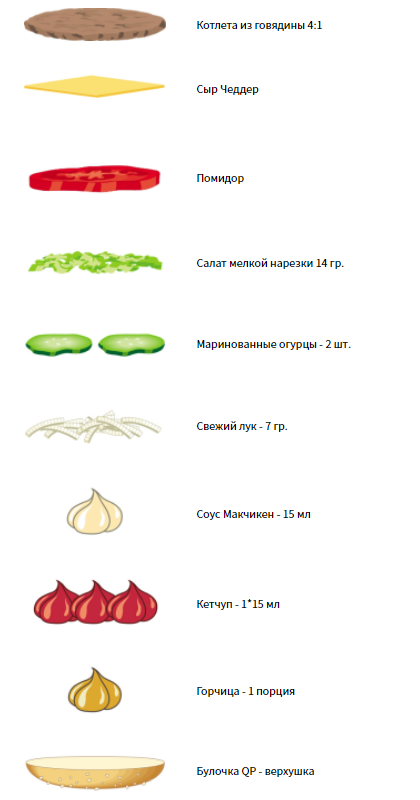 Котлета из говядины 4:1
Сыр Чеддер
Помидор
Салат мелкой нарезки 14 гр.
Маринованные огурцы - 2 шт.
Свежий лук - 7 гр.
Соус Макчикен - 15 мл
Кетчуп - 1*15 мл
Горчица - 1 порция
Булочка QP - верхушка